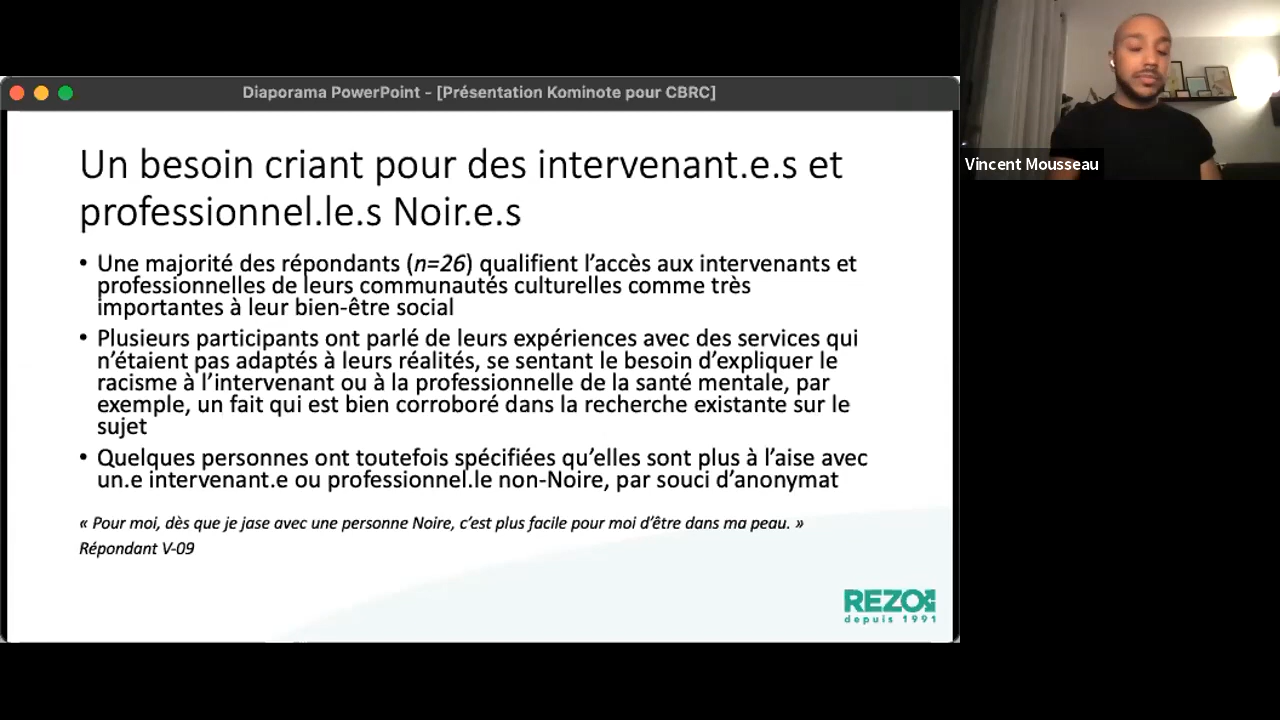 Diaporama PowerPoint - [Présentation Kominote pour CBRC]
Vincent Mousseau
Un besoin criant pour des intervenant.e.s et
professionnel.le.s Noir.e.s
• Une majorité des répondants (n=26) qualifient l’accès aux intervenants et
professionnelles de leurs communautés culturelles comme très
importantes à leur bien-être social
• Plusieurs participants ont parlé de leurs expériences avec des services qui
n’étaient pas adaptés à leurs réalités, se sentant le besoin d’expliquer le
racisme à l’intervenant ou à la professionnelle de la santé mentale, par
exemple, un fait qui est bien corroboré dans la recherche existante sur le
sujet
• Quelques personnes ont toutefois spécifiées qu’elles sont plus à l’aise avec
un.e intervenant.e ou professionnel.le non-Noire, par souci d’anonymat
« Pour moi, dès que je jase avec une personne Noire, c’est plus facile pour moi d’être dans ma peau. »
Répondant V-09
REZO
depuis 1991